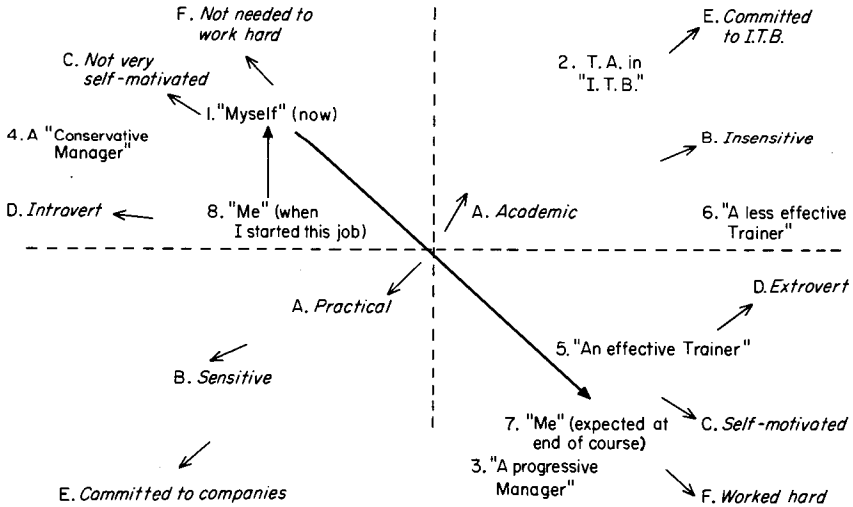 F. Not needed to
work hard
E. Committed
to I.T.B.
C. Not very
self-motivated
2. T. A. in
"I. T. B."
1. "Myself" (now)
4. A "Conservative
Manager"
B. Insensitive
D. Introvert
8. "Me" (when
I started this job)
A. Academic
6. "A less effective
Trainer"
A. Practical
D. Extrovert
5. "An effective Trainer"
B. Sensitive
7. "Me" (expected at
end of course)
C. Self-motivated
3. "A progressive
Manager"
E. Committed to companies
F. Worked hard